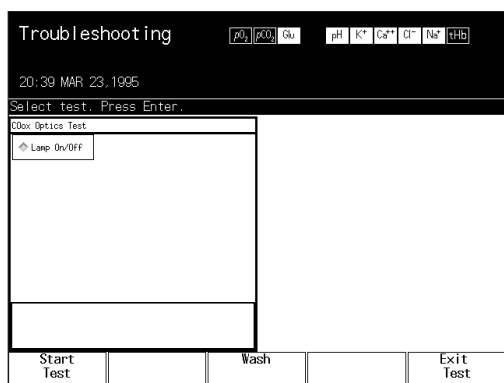 Troubleshooting
pO₂ pCO₂ Glu pH K⁺ Ca⁺⁺ Cl⁻ Na⁺ tHb
20:39 MAR 23,1995
Select test. Press Enter.
COox Optics Test
Lamp On/Off
Start Test
Wash
Exit Test